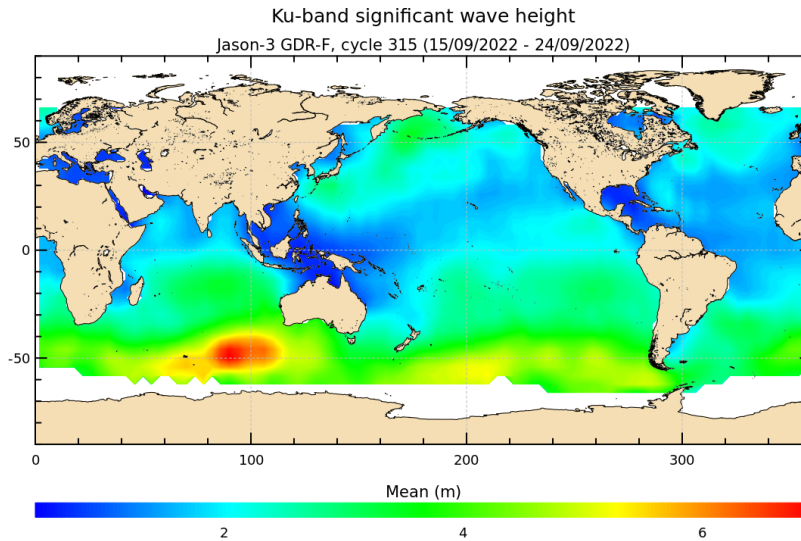 Ku-band significant wave height
Jason-3 GDR-F, cycle 315 (15/09/2022 - 24/09/2022)
50
0
-50
0 100 200 300
Mean (m)
2 4 6